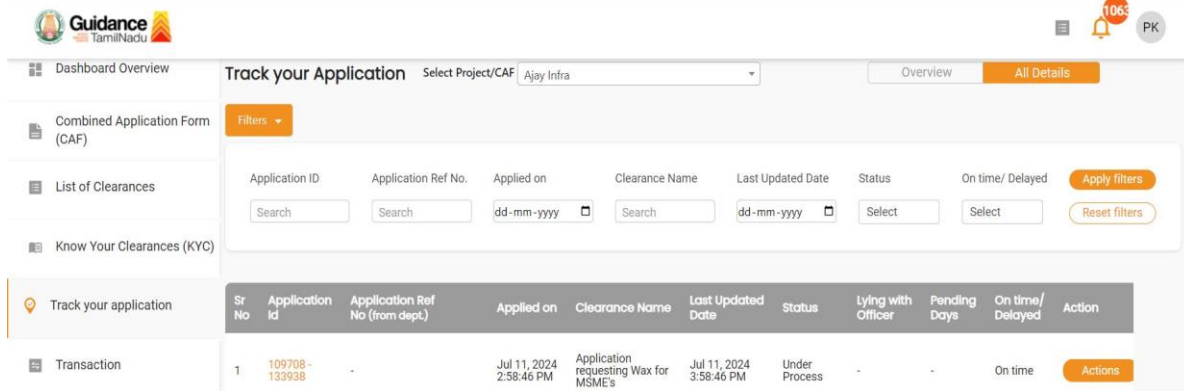 Guidance
TamilNadu
1063
PK
Dashboard Overview
Track your Application Select Project/CAF Ajay Infra Overview All Details
Combined Application Form
(CAF)
Filters
List of Clearances
Application ID Application Ref No. Applied on Clearance Name Last Updated Date Status On time/ Delayed Apply filters
Search Search dd-mm-yyyy Search dd-mm-yyyy Select Select Reset filters
Know Your Clearances (KYC)
Track your application
Sr Application Application Ref Applied on Clearance Name Last Updated Status Lying with Pending On time/ Action
No Id No (from dept.) Date Officer Days Delayed
Transaction
1 109708 - - Jul 11, 2024 Application Jul 11, 2024 Under - - On time Actions
133938 2:58:46 PM requesting Wax for 3:58:46 PM Process
MSME's